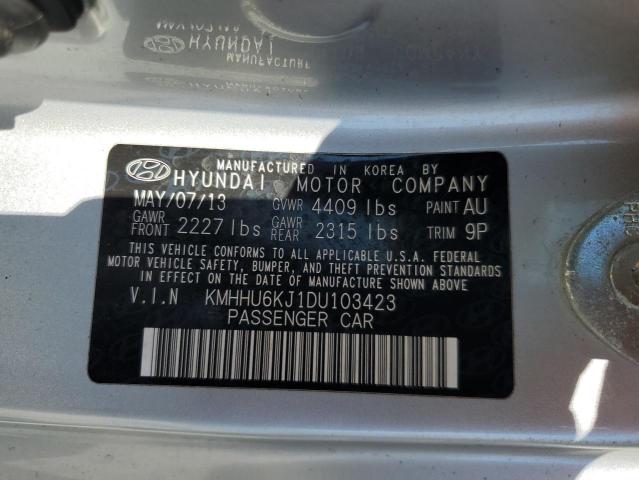 MANUFACTURED IN KOREA BY
HYUNDAI MOTOR COMPANY
MAY/07/13 GVWR 4409 lbs PAINT AU
GAWR FRONT 2227 lbs GAWR REAR 2315 lbs TRIM 9P
THIS VEHICLE CONFORMS TO ALL APPLICABLE U.S.A. FEDERAL
MOTOR VEHICLE SAFETY, BUMPER, AND THEFT PREVENTION STANDARDS
IN EFFECT ON THE DATE OF MANUFACTURE SHOWN ABOVE
V.I.N KMHHU6KJ1DU103423
PASSENGER CAR